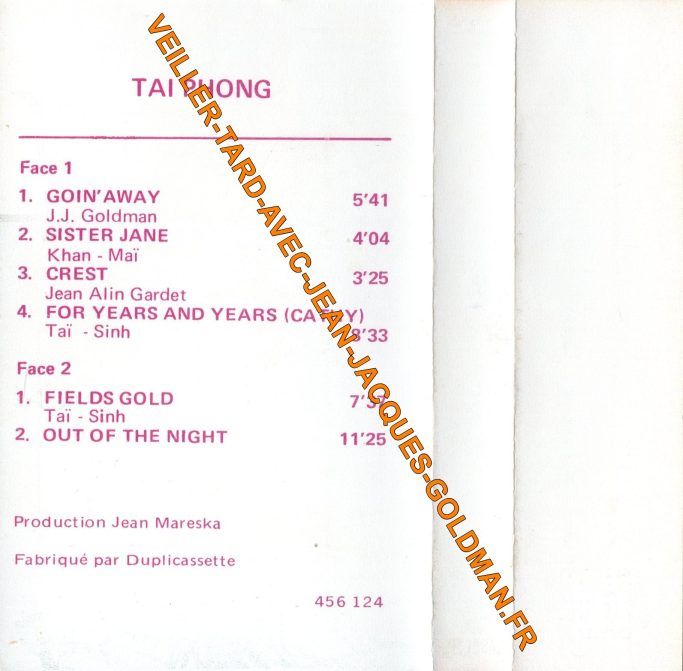 TAI PHONG
Face 1
1. GOIN'AWAY 5'41
J.J. Goldman
2. SISTER JANE 4'04
Khan - Maï
3. CREST 3'25
Jean Alin Gardet
4. FOR YEARS AND YEARS (CATHY)
Taï - Sinh 8'33
Face 2
1. FIELDS GOLD
Taï - Sinh
2. OUT OF THE NIGHT 11'25
Production Jean Mareska
Fabriqué par Duplicassette
456 124
VEILLER-TARD-AVEC-JEAN-JACQUES-GOLDMAN.FR